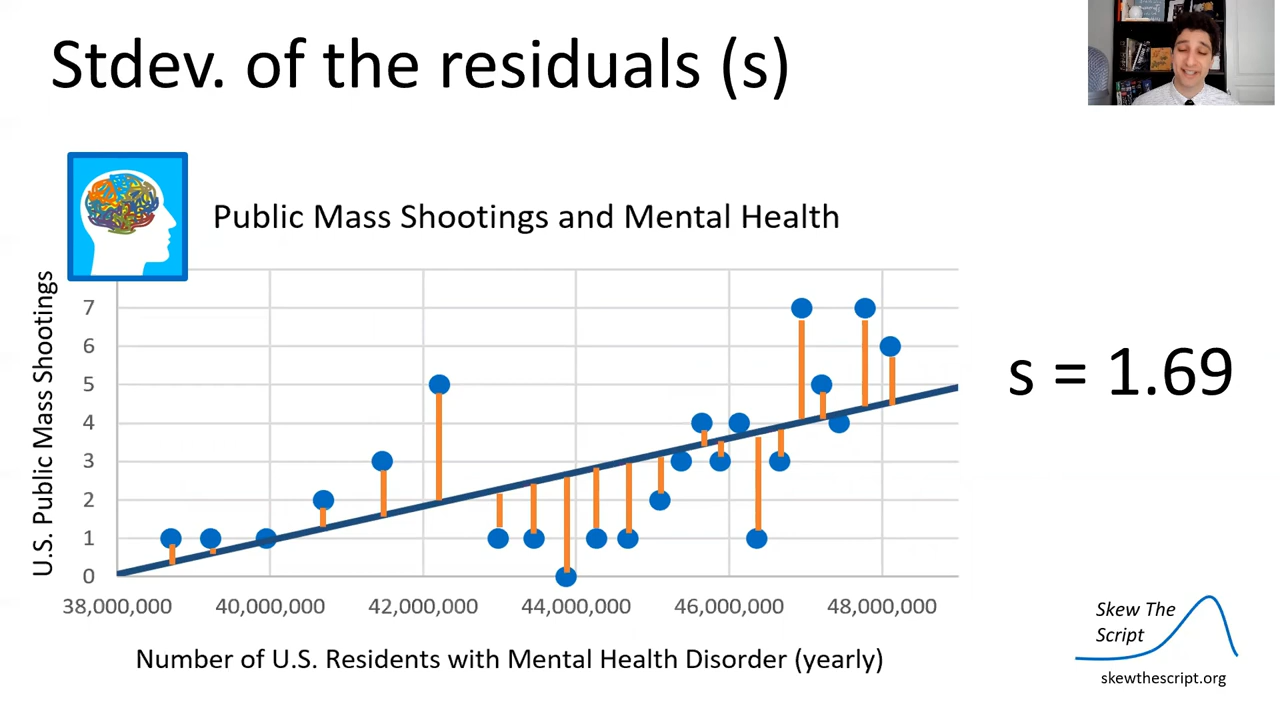 Stdev. of the residuals (s)
Public Mass Shootings and Mental Health
U.S. Public Mass Shootings
7
6
5
4
3
2
1
0
38,000,000 40,000,000 42,000,000 44,000,000 46,000,000 48,000,000
Number of U.S. Residents with Mental Health Disorder (yearly)
s = 1.69
Skew The
Script
skewthescript.org